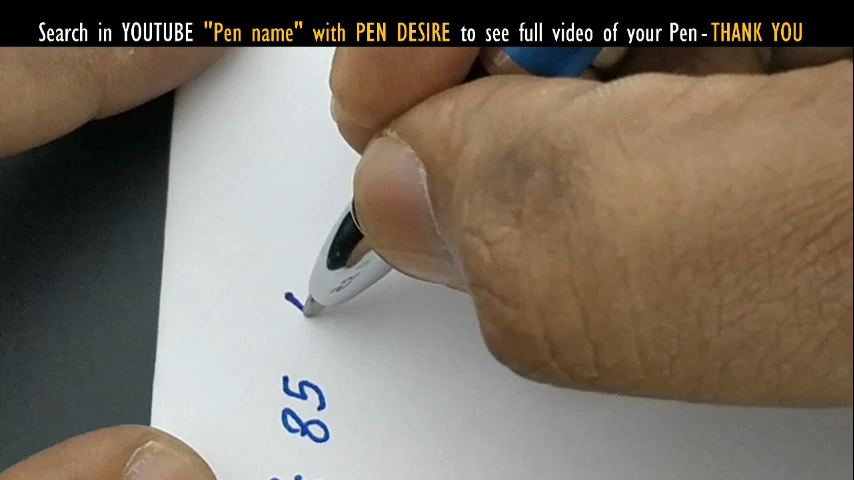 Search in YOUTUBE "Pen name" with PEN DESIRE to see full video of your Pen - THANK YOU
85